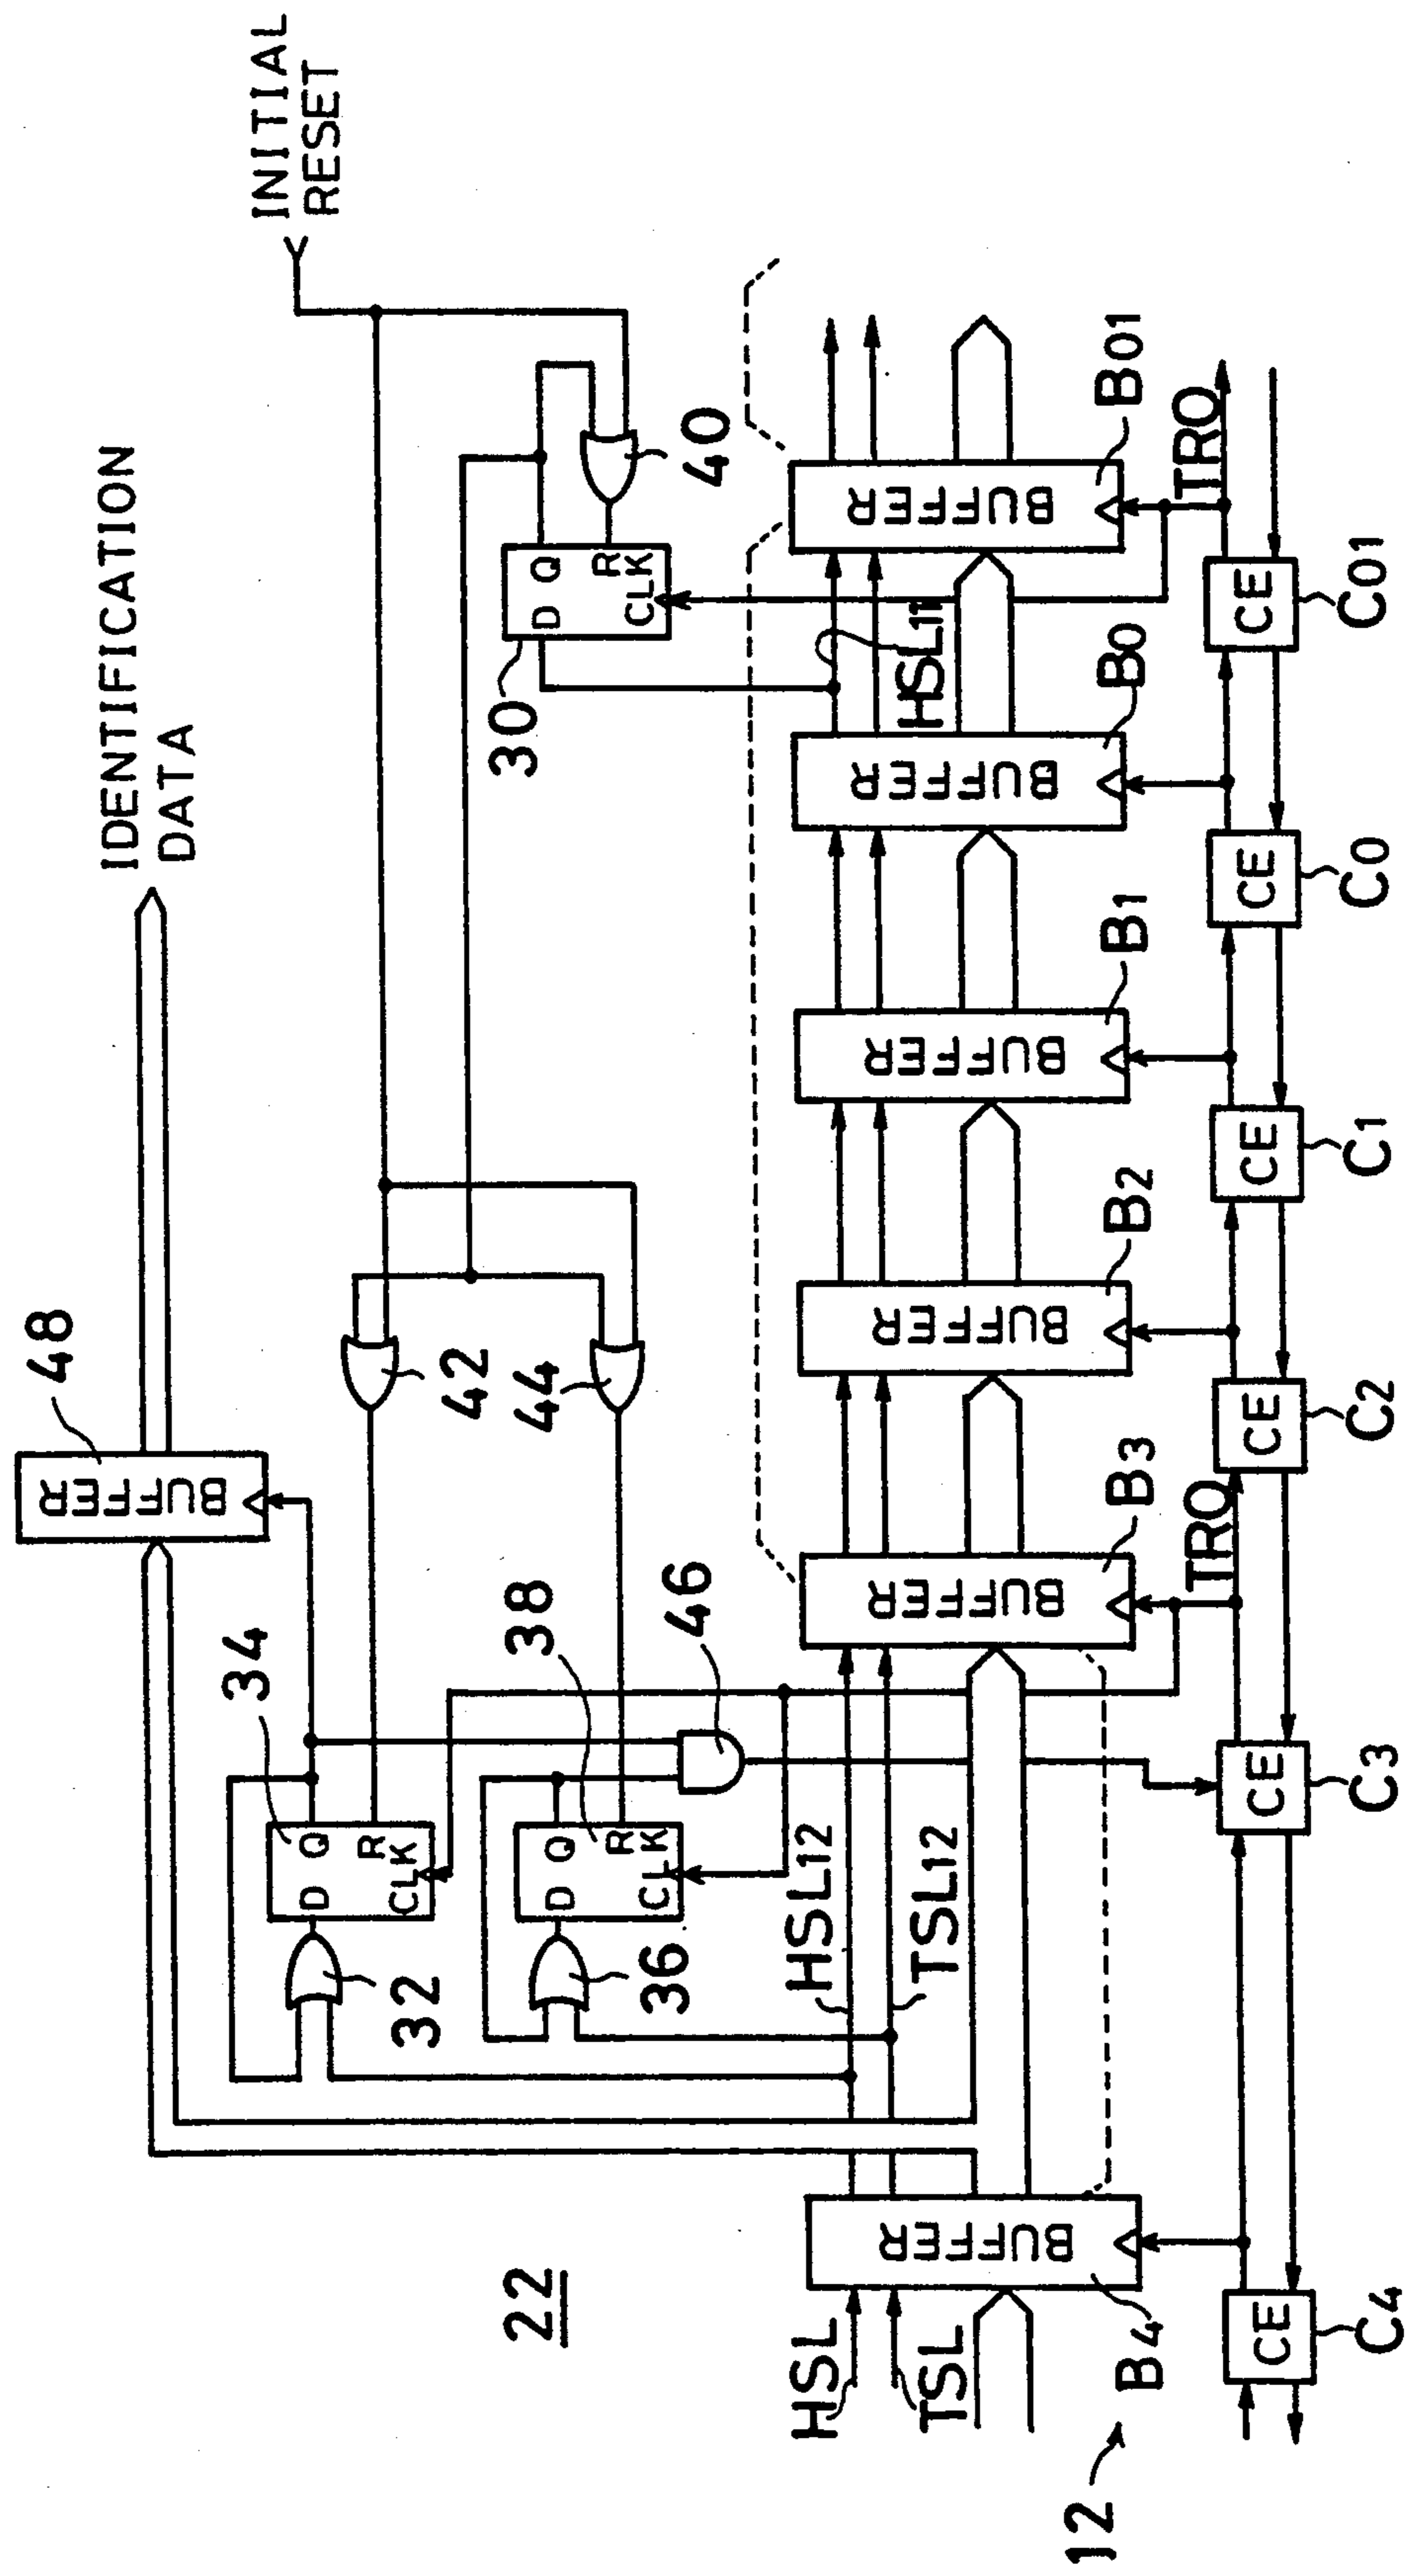 INITIAL
RESET
IDENTIFICATION
DATA
48
BUFFER
34
D Q
R
CLK
32
38
D Q
R
CLK
36
42
44
46
30
D Q
R
CLK
40
22
HSL
TSL
HSL12
TSL12
HSL11
BUFFER
BUFFER
BUFFER
BUFFER
BUFFER
BUFFER
B4
B3
B2
B1
B0
B01
TRO
TRO
12
CE
CE
CE
CE
CE
CE
C4
C3
C2
C1
C0
C01